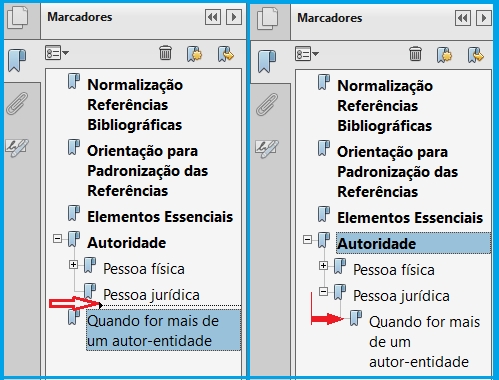 Marcadores
Normalização
Referências
Bibliográficas
Orientação para
Padronização das
Referências
Elementos Essenciais
Autoridade
Pessoa física
Pessoa jurídica
Quando for mais de
um autor-entidade
Marcadores
Normalização
Referências
Bibliográficas
Orientação para
Padronização das
Referências
Elementos Essenciais
Autoridade
Pessoa física
Pessoa jurídica
Quando for mais
de um
autor-entidade